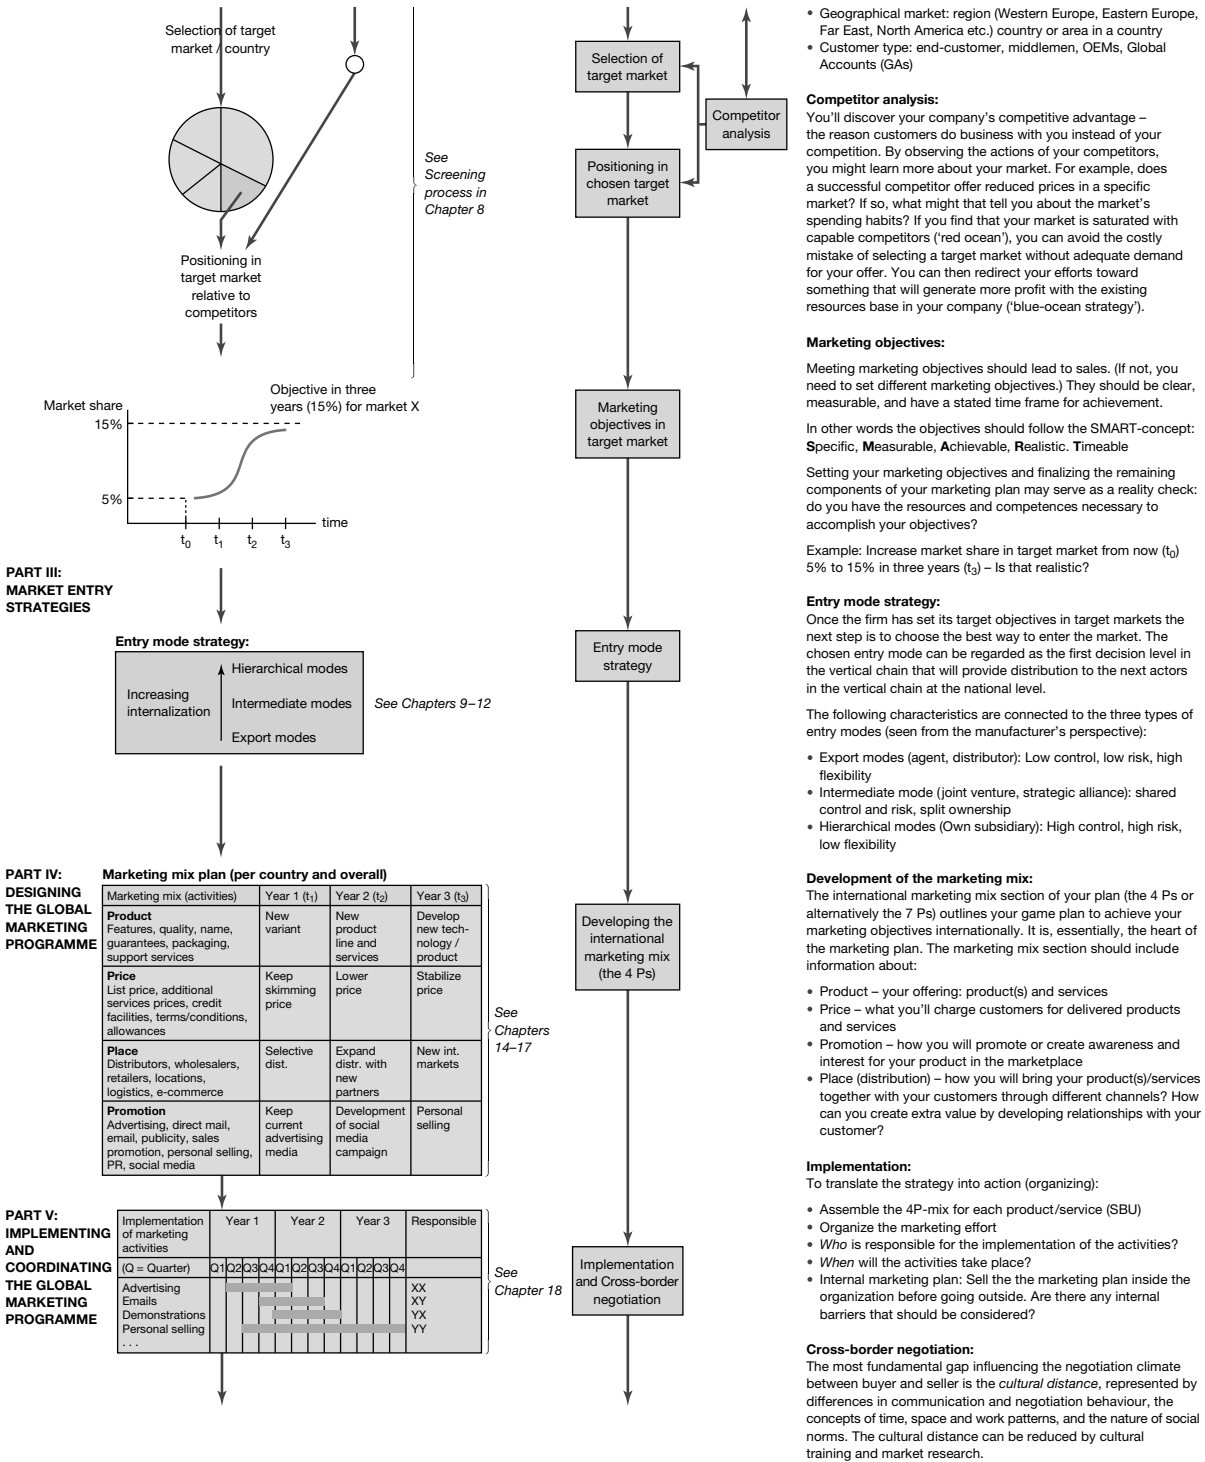 Selection of target
market / country
See
Screening
process in
Chapter 8
Positioning in
target market
relative to
competitors
Objective in three
years (15%) for market X
Market share
15%
5%
time
t0 t1 t2 t3
PART III:
MARKET ENTRY
STRATEGIES
Entry mode strategy:
Increasing
internalization
Hierarchical modes
Intermediate modes
Export modes
See Chapters 9–12
PART IV:
DESIGNING
THE GLOBAL
MARKETING
PROGRAMME
Marketing mix plan (per country and overall)
Marketing mix (activities) Year 1 (t1) Year 2 (t2) Year 3 (t3)
Product
Features, quality, name,
guarantees, packaging,
support services
New
variant
New
product
line and
services
Develop
new tech-
nology /
product
Price
List price, additional
services prices, credit
facilities, terms/conditions,
allowances
Keep
skimming
price
Lower
price
Stabilize
price
Place
Distributors, wholesalers,
retailers, locations,
logistics, e-commerce
Selective
dist.
Expand
distr. with
new
partners
New int.
markets
Promotion
Advertising, direct mail,
email, publicity, sales
promotion, personal selling,
PR, social media
Keep
current
advertising
media
Development
of social
media
campaign
Personal
selling
See
Chapters
14–17
PART V:
IMPLEMENTING
AND
COORDINATING
THE GLOBAL
MARKETING
PROGRAMME
Implementation
of marketing
activities
Year 1 Year 2 Year 3 Responsible
(Q = Quarter) Q1 Q2 Q3 Q4 Q1 Q2 Q3 Q4 Q1 Q2 Q3 Q4
Advertising XX
Emails XY
Demonstrations YX
Personal selling YY
. . .
See
Chapter 18
Selection of
target market
Competitor
analysis
Positioning in
chosen target
market
Marketing
objectives in
target market
Entry mode
strategy
Developing the
international
marketing mix
(the 4 Ps)
Implementation
and Cross-border
negotiation
• Geographical market: region (Western Europe, Eastern Europe,
Far East, North America etc.) country or area in a country
• Customer type: end-customer, middlemen, OEMs, Global
Accounts (GAs)
Competitor analysis:
You'll discover your company's competitive advantage –
the reason customers do business with you instead of your
competition. By observing the actions of your competitors,
you might learn more about your market. For example, does
a successful competitor offer reduced prices in a specific
market? If so, what might that tell you about the market's
spending habits? If you find that your market is saturated with
capable competitors ('red ocean'), you can avoid the costly
mistake of selecting a target market without adequate demand
for your offer. You can then redirect your efforts toward
something that will generate more profit with the existing
resources base in your company ('blue-ocean strategy').
Marketing objectives:
Meeting marketing objectives should lead to sales. (If not, you
need to set different marketing objectives.) They should be clear,
measurable, and have a stated time frame for achievement.
In other words the objectives should follow the SMART-concept:
Specific, Measurable, Achievable, Realistic. Timeable
Setting your marketing objectives and finalizing the remaining
components of your marketing plan may serve as a reality check:
do you have the resources and competences necessary to
accomplish your objectives?
Example: Increase market share in target market from now (t0)
5% to 15% in three years (t3) – Is that realistic?
Entry mode strategy:
Once the firm has set its target objectives in target markets the
next step is to choose the best way to enter the market. The
chosen entry mode can be regarded as the first decision level in
the vertical chain that will provide distribution to the next actors
in the vertical chain at the national level.
The following characteristics are connected to the three types of
entry modes (seen from the manufacturer's perspective):
• Export modes (agent, distributor): Low control, low risk, high
flexibility
• Intermediate mode (joint venture, strategic alliance): shared
control and risk, split ownership
• Hierarchical modes (Own subsidiary): High control, high risk,
low flexibility
Development of the marketing mix:
The international marketing mix section of your plan (the 4 Ps or
alternatively the 7 Ps) outlines your game plan to achieve your
marketing objectives internationally. It is, essentially, the heart of
the marketing plan. The marketing mix section should include
information about:
• Product – your offering: product(s) and services
• Price – what you'll charge customers for delivered products
and services
• Promotion – how you will promote or create awareness and
interest for your product in the marketplace
• Place (distribution) – how you will bring your product(s)/services
together with your customers through different channels? How
can you create extra value by developing relationships with your
customer?
Implementation:
To translate the strategy into action (organizing):
• Assemble the 4P-mix for each product/service (SBU)
• Organize the marketing effort
• Who is responsible for the implementation of the activities?
• When will the activities take place?
• Internal marketing plan: Sell the the marketing plan inside the
organization before going outside. Are there any internal
barriers that should be considered?
Cross-border negotiation:
The most fundamental gap influencing the negotiation climate
between buyer and seller is the cultural distance, represented by
differences in communication and negotiation behaviour, the
concepts of time, space and work patterns, and the nature of social
norms. The cultural distance can be reduced by cultural
training and market research.